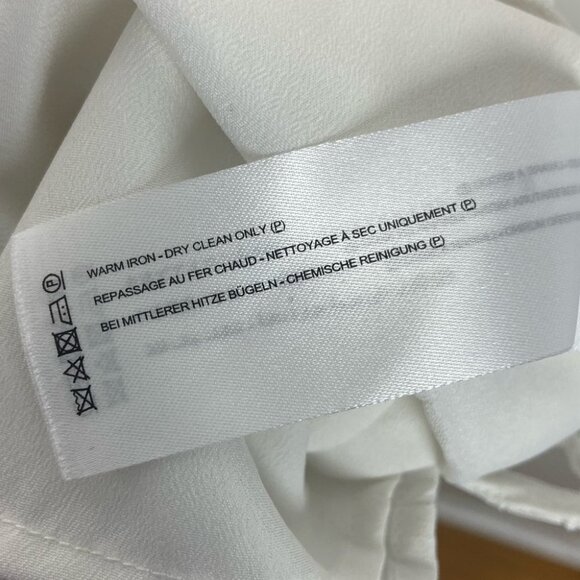 WARM IRON - DRY CLEAN ONLY Ⓟ
REPASSAGE AU FER CHAUD - NETTOYAGE À SEC UNIQUEMENT Ⓟ
BEI MITTLERER HITZE BÜGELN - CHEMISCHE REINIGUNG Ⓟ